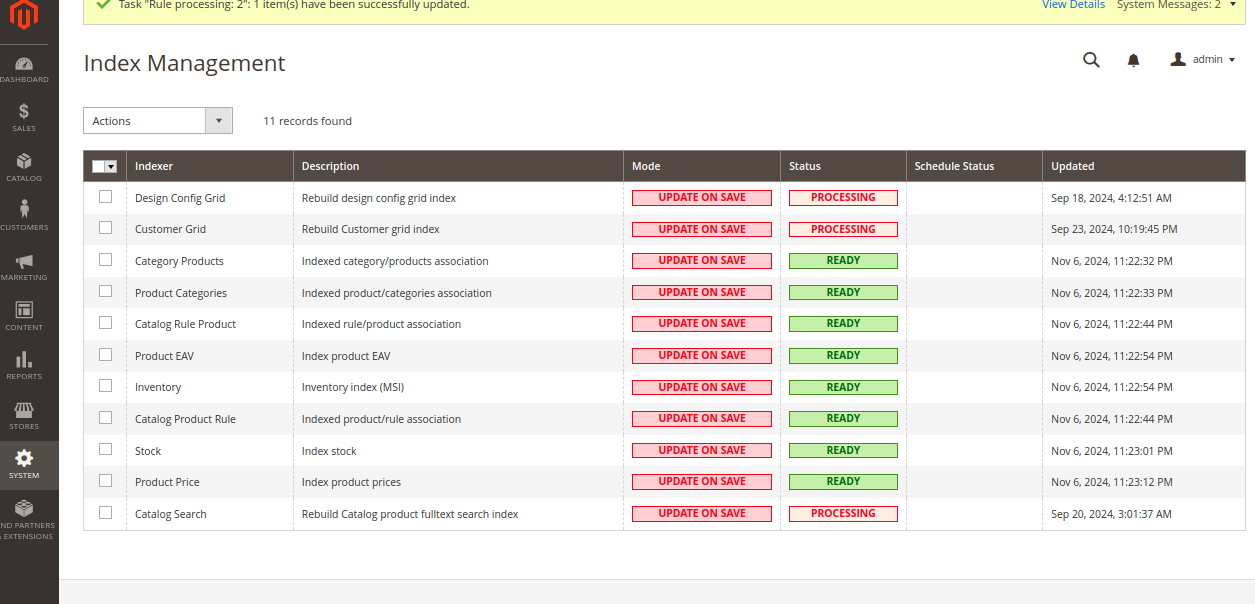 Task "Rule processing: 2": 1 item(s) have been successfully updated.
View Details System Messages: 2
Index Management
admin
DASHBOARD
SALES
CATALOG
CUSTOMERS
MARKETING
CONTENT
REPORTS
STORES
SYSTEM
ND PARTNERS
EXTENSIONS
Actions
11 records found
Indexer Description Mode Status Schedule Status Updated
Design Config Grid Rebuild design config grid index UPDATE ON SAVE PROCESSING Sep 18, 2024, 4:12:51 AM
Customer Grid Rebuild Customer grid index UPDATE ON SAVE PROCESSING Sep 23, 2024, 10:19:45 PM
Category Products Indexed category/products association UPDATE ON SAVE READY Nov 6, 2024, 11:22:32 PM
Product Categories Indexed product/categories association UPDATE ON SAVE READY Nov 6, 2024, 11:22:33 PM
Catalog Rule Product Indexed rule/product association UPDATE ON SAVE READY Nov 6, 2024, 11:22:44 PM
Product EAV Index product EAV UPDATE ON SAVE READY Nov 6, 2024, 11:22:54 PM
Inventory Inventory index (MSI) UPDATE ON SAVE READY Nov 6, 2024, 11:22:54 PM
Catalog Product Rule Indexed product/rule association UPDATE ON SAVE READY Nov 6, 2024, 11:22:44 PM
Stock Index stock UPDATE ON SAVE READY Nov 6, 2024, 11:23:01 PM
Product Price Index product prices UPDATE ON SAVE READY Nov 6, 2024, 11:23:12 PM
Catalog Search Rebuild Catalog product fulltext search index UPDATE ON SAVE PROCESSING Sep 20, 2024, 3:01:37 AM